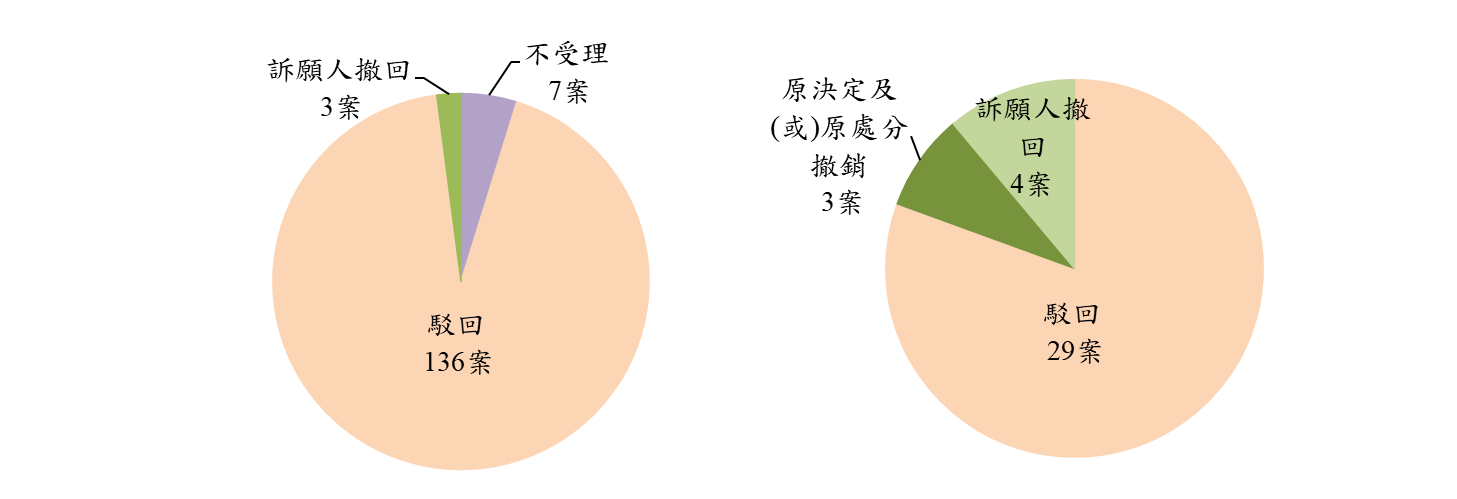 訴願人撤回
3案
不受理
7案
駁回
136案
原決定及
(或)原處分
撤銷
3案
訴願人撤
回
4案
駁回
29案